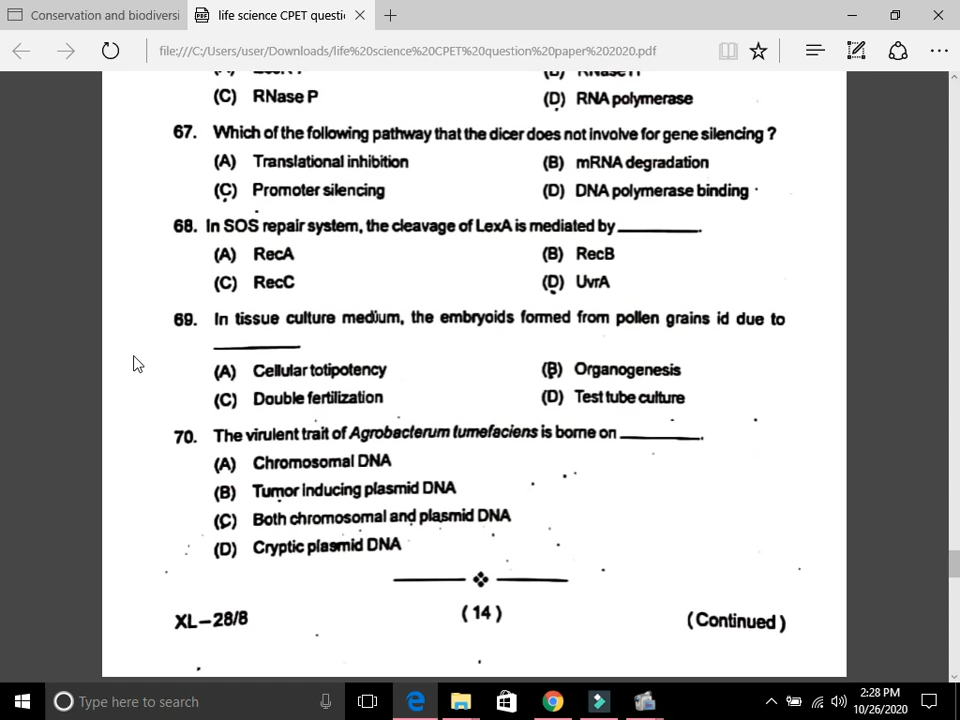 Conservation and biodiversi
life science CPET questi
file:///C:/Users/user/Downloads/life%20science%20CPET%20question%20paper%202020.pdf
(C) RNase P (D) RNA polymerase
67. Which of the following pathway that the dicer does not involve for gene silencing ?
(A) Translational inhibition (B) mRNA degradation
(C) Promoter silencing (D) DNA polymerase binding
68. In SOS repair system, the cleavage of LexA is mediated by ________.
(A) RecA (B) RecB
(C) RecC (D) UvrA
69. In tissue culture medium, the embryoids formed from pollen grains id due to
________
(A) Cellular totipotency (B) Organogenesis
(C) Double fertilization (D) Test tube culture
70. The virulent trait of Agrobacterum tumefaciens is borne on ________.
(A) Chromosomal DNA
(B) Tumor inducing plasmid DNA
(C) Both chromosomal and plasmid DNA
(D) Cryptic plasmid DNA
XL–28/8 ( 14 ) ( Continued )
Type here to search
2:28 PM
10/26/2020